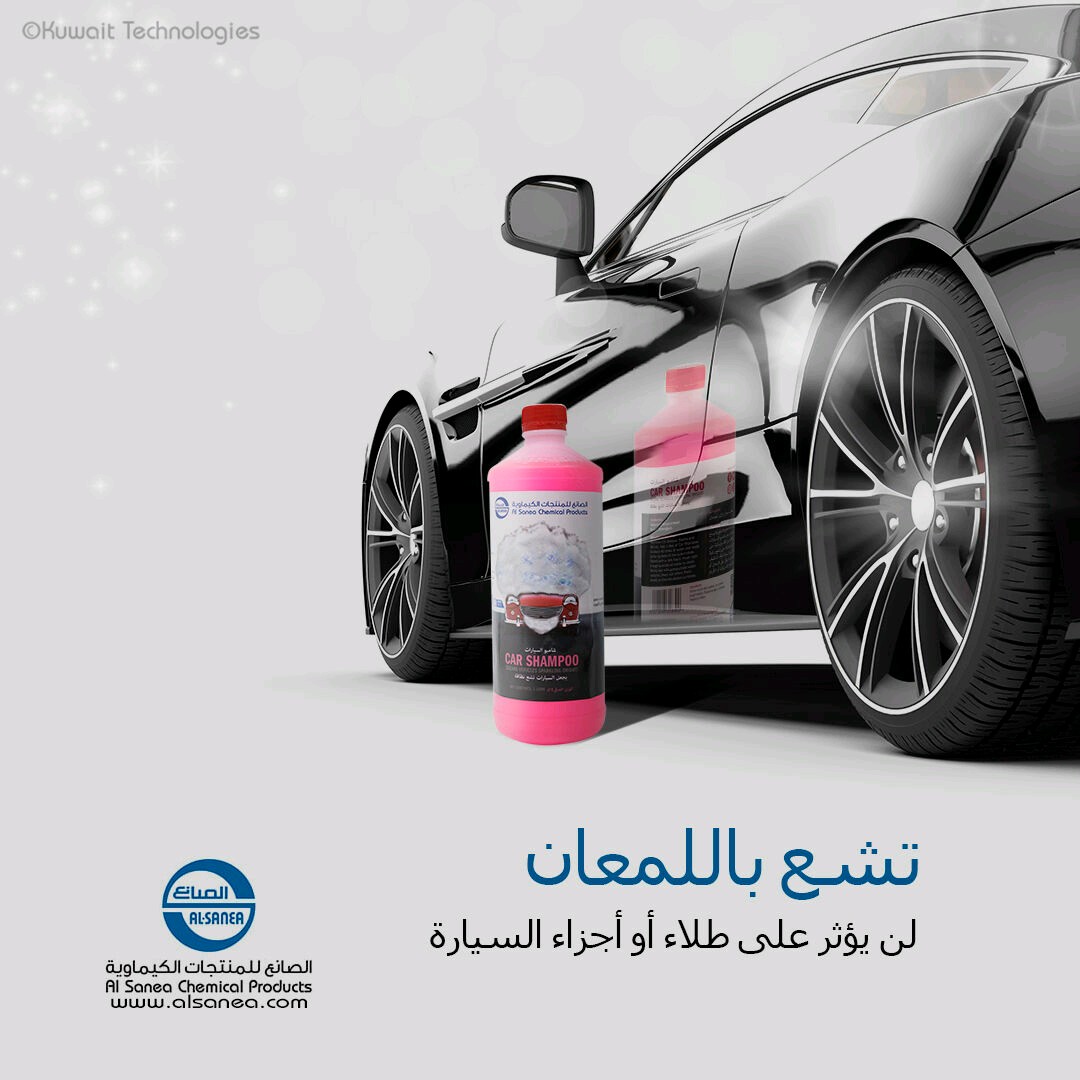 ©Kuwait Technologies
الصانع للمنتجات الكيماوية
Al Sanea Chemical Products
شامبو السيارات
CAR SHAMPOO
يجعل السيارات تشع نظافة
شامبو السيارات
CAR SHAMPOO
تشع باللمعان
لن يؤثر على طلاء أو أجزاء السيارة
الصانع
AL-SANEA
الصانع للمنتجات الكيماوية
Al Sanea Chemical Products
www.alsanea.com